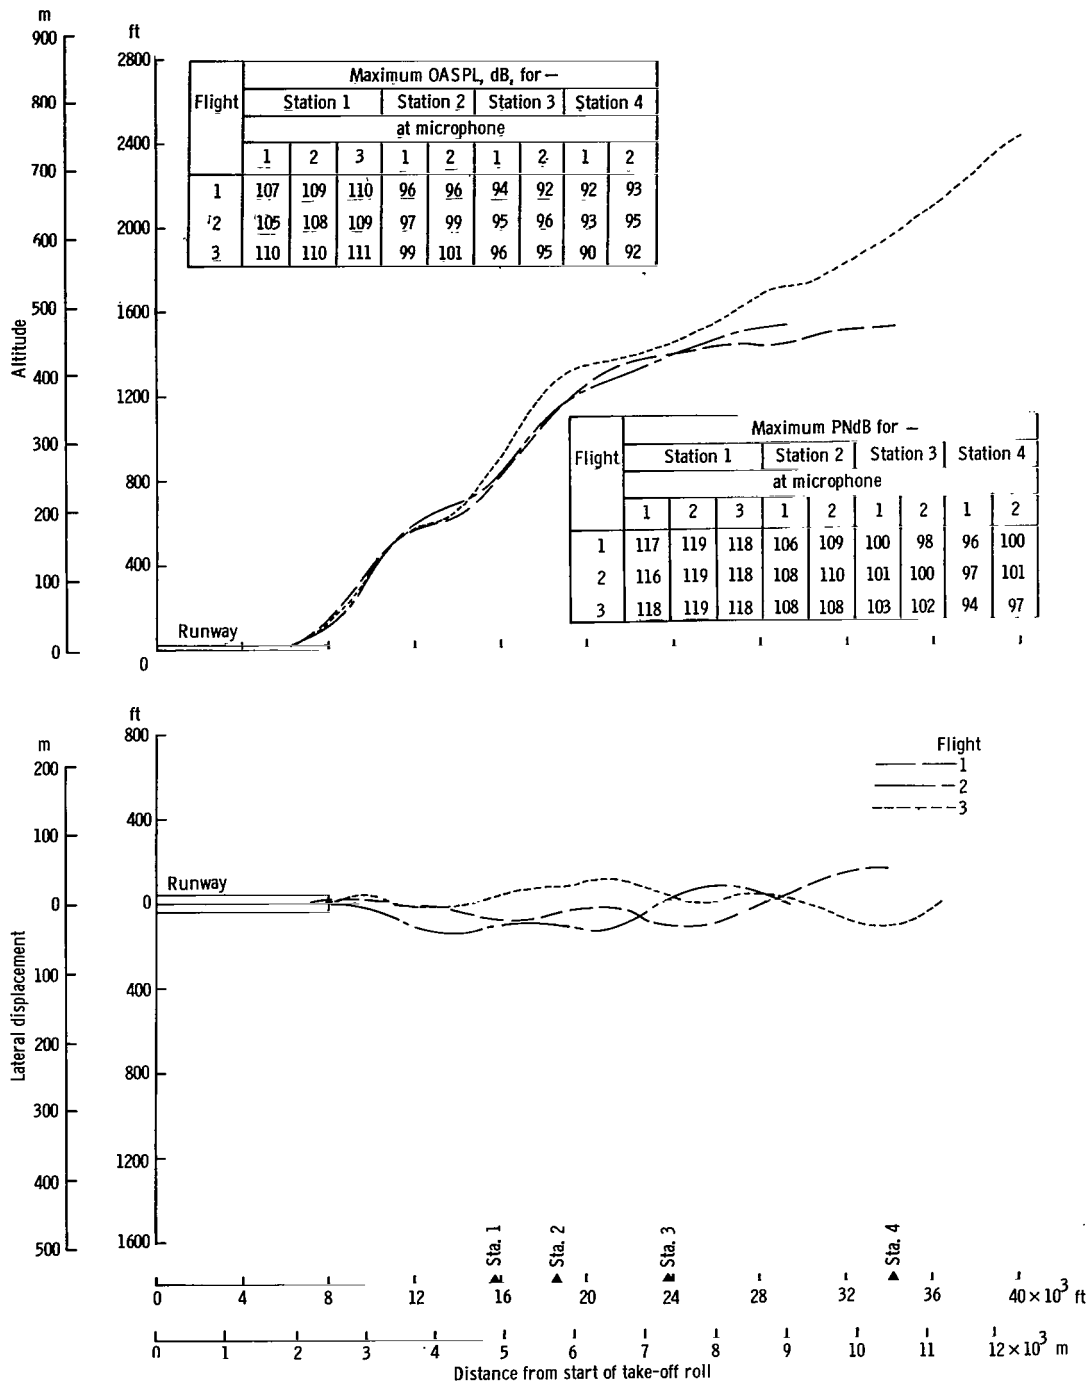 m
ft
900
2800
800
2400
700
2000
600
500
1600
400
1200
300
800
200
400
100
0
0
Altitude
Maximum OASPL, dB, for —
Flight
Station 1 Station 2 Station 3 Station 4
at microphone
1 2 3 1 2 1 2 1 2
1 107 109 110 96 96 94 92 92 93
2 105 108 109 97 99 95 96 93 95
3 110 110 111 99 101 96 95 90 92
Maximum PNdB for —
Flight
Station 1 Station 2 Station 3 Station 4
at microphone
1 2 3 1 2 1 2 1 2
1 117 119 118 106 109 100 98 96 100
2 116 119 118 108 110 101 100 97 101
3 118 119 118 108 108 103 102 94 97
Runway
m
ft
800
200
400
100
0
0
100
400
200
800
300
1200
400
1600
500
Lateral displacement
Flight
1
2
3
Runway
Sta. 1
Sta. 2
Sta. 3
Sta. 4
0 4 8 12 16 20 24 28 32 36 40 × 10³ ft
0 1 2 3 4 5 6 7 8 9 10 11 12 × 10³ m
Distance from start of take-off roll